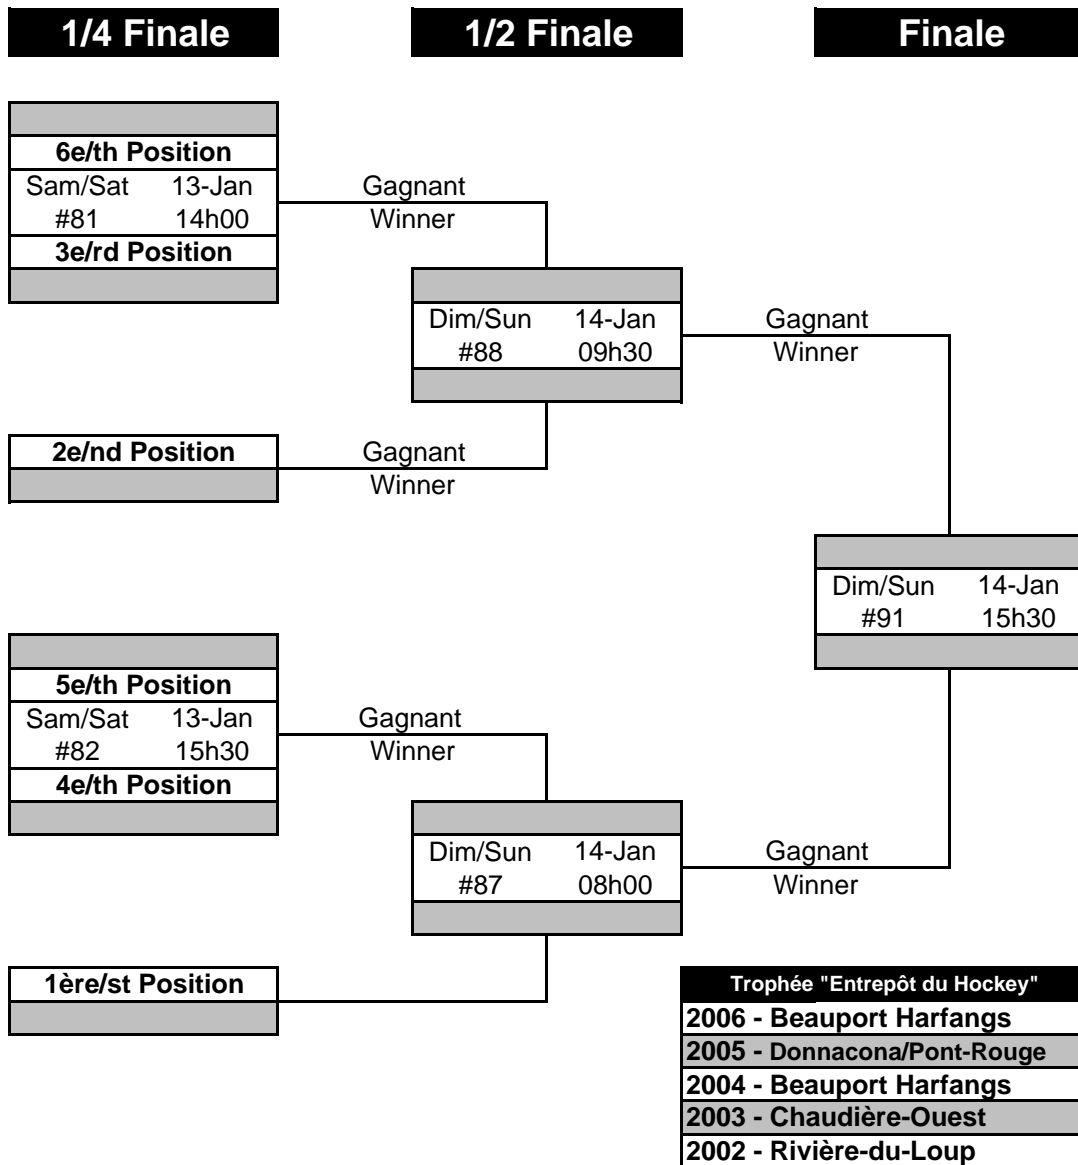 1/4 Finale
1/2 Finale
Finale
6e/th Position
Sam/Sat 13-Jan
#81 14h00
3e/rd Position
Gagnant
Winner
Dim/Sun 14-Jan
#88 09h30
Gagnant
Winner
2e/nd Position
Gagnant
Winner
Dim/Sun 14-Jan
#91 15h30
5e/th Position
Sam/Sat 13-Jan
#82 15h30
4e/th Position
Gagnant
Winner
Dim/Sun 14-Jan
#87 08h00
Gagnant
Winner
1ère/st Position
Trophée "Entrepôt du Hockey"
2006 - Beauport Harfangs
2005 - Donnacona/Pont-Rouge
2004 - Beauport Harfangs
2003 - Chaudière-Ouest
2002 - Rivière-du-Loup